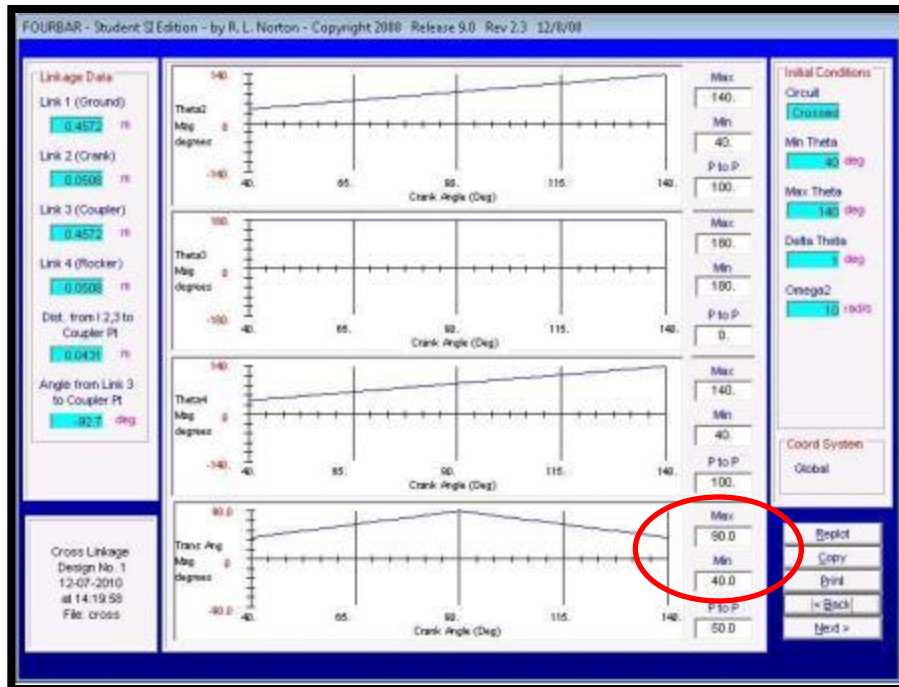 FOURBAR - Student SI Edition - by R. L. Norton - Copyright 2008 Release 9.0 Rev 2.3 12/8/08
Linkage Data
Link 1 (Ground)
0.4572 m
Link 2 (Crank)
0.0508 m
Link 3 (Coupler)
0.4572 m
Link 4 (Rocker)
0.0508 m
Dist. from I 2,3 to
Coupler Pt
0.0431 m
Angle from Link 3
to Coupler Pt
-92.7 deg
Cross Linkage
Design No. 1
12-07-2010
at 14:19:58
File: cross
140.
Theta2
Mag 0
degrees
-140.
40. 65. 90. 115. 140.
Crank Angle (Deg)
Max
140.
Min
40.
P to P
100.
180.
Theta3
Mag 0
degrees
-180.
40. 65. 90. 115. 140.
Crank Angle (Deg)
Max
180.
Min
180.
P to P
0.
140.
Theta4
Mag 0
degrees
-140.
40. 65. 90. 115. 140.
Crank Angle (Deg)
Max
140.
Min
40.
P to P
100.
90.0
Trans Ang
Mag 0
degrees
-90.0
40. 65. 90. 115. 140.
Crank Angle (Deg)
Max
90.0
Min
40.0
P to P
50.0
Initial Conditions
Circuit
Crossed
Min Theta
40 deg
Max Theta
140 deg
Delta Theta
1 deg
Omega2
10 rad/s
Coord System
Global
Replot
Copy
Print
|< Back|
Next >